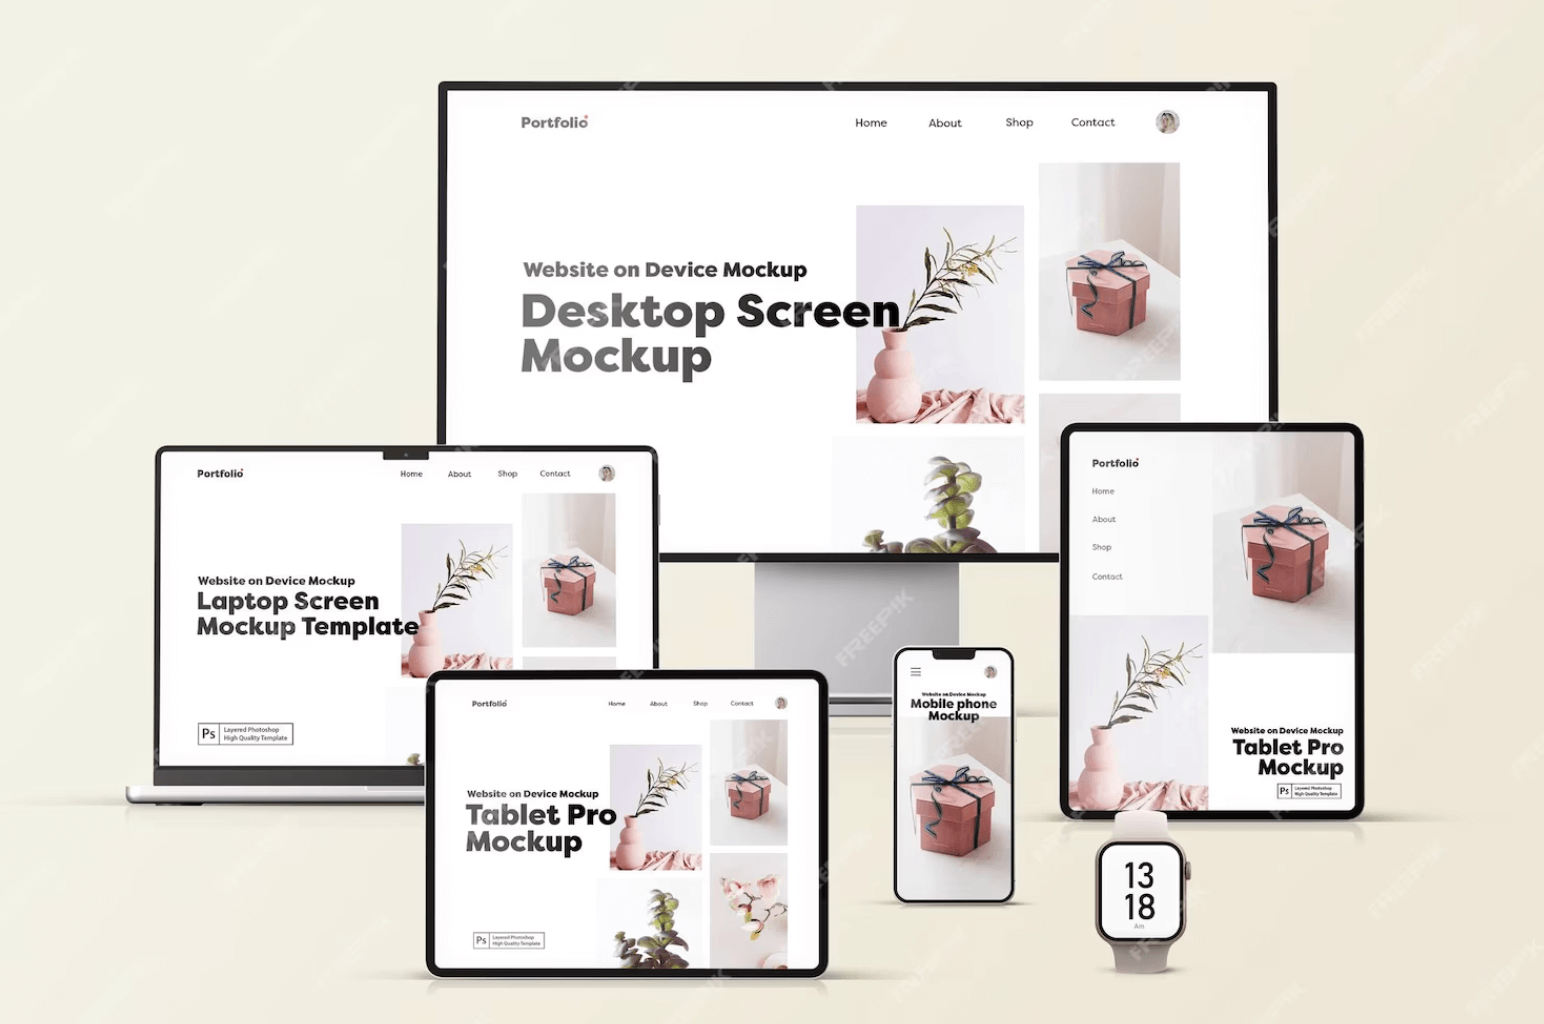 Portfolio
Home About Shop Contact
Website on Device Mockup
Desktop Screen
Mockup
Portfolio
Home About Shop Contact
Website on Device Mockup
Laptop Screen
Mockup Template
Ps Layered Photoshop
High Quality Template
Portfolio
Home About Shop Contact
Website on Device Mockup
Tablet Pro
Mockup
Ps Layered Photoshop
High Quality Template
Website on Device Mockup
Mobile phone
Mockup
Portfolio
Home
About
Shop
Contact
Website on Device Mockup
Tablet Pro
Mockup
Ps Layered Photoshop
High Quality Template
13
18
Am
FREEPIK